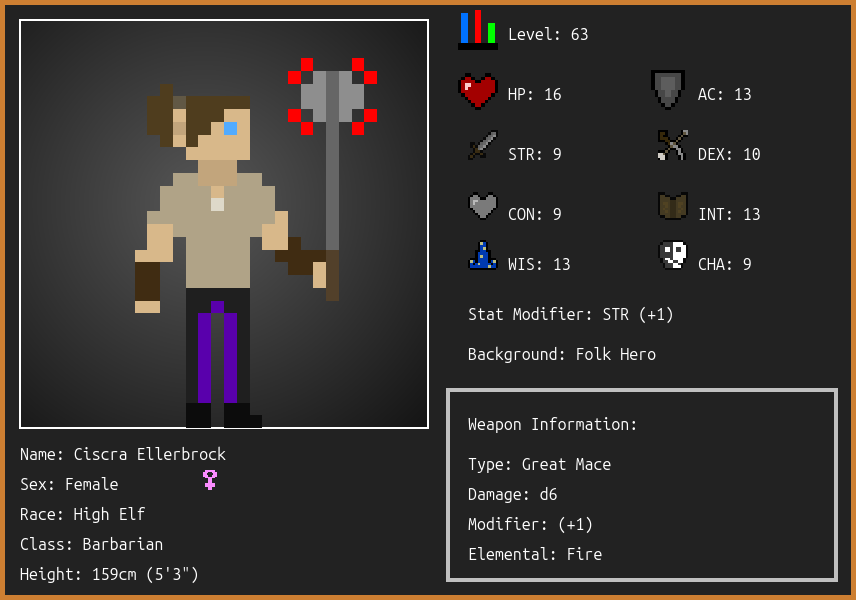 Level: 63
HP: 16
AC: 13
STR: 9
DEX: 10
CON: 9
INT: 13
WIS: 13
CHA: 9
Stat Modifier: STR (+1)
Background: Folk Hero
Weapon Information:
Type: Great Mace
Damage: d6
Modifier: (+1)
Elemental: Fire
Name: Ciscra Ellerbrock
Sex: Female
Race: High Elf
Class: Barbarian
Height: 159cm (5'3")